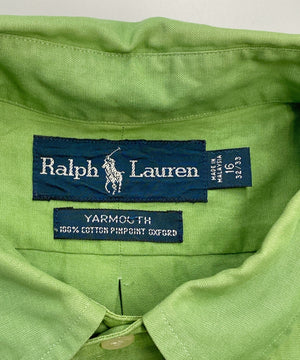 Ralph Lauren
MADE IN
MALAYSIA
16
32/33
YARMOUTH
100% COTTON PINPOINT OXFORD